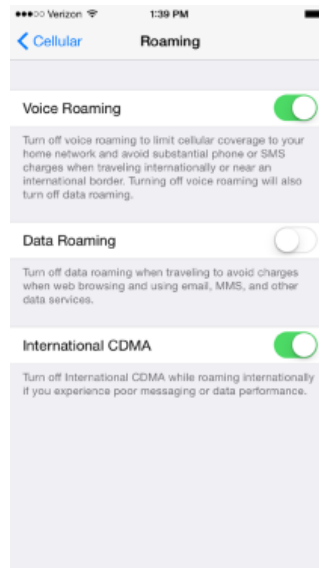 Verizon 1:39 PM
Cellular Roaming
Voice Roaming
Turn off voice roaming to limit cellular coverage to your
home network and avoid substantial phone or SMS
charges when traveling internationally or near an
international border. Turning off voice roaming will also
turn off data roaming.
Data Roaming
Turn off data roaming when traveling to avoid charges
when web browsing and using email, MMS, and other
data services.
International CDMA
Turn off International CDMA while roaming internationally
if you experience poor messaging or data performance.